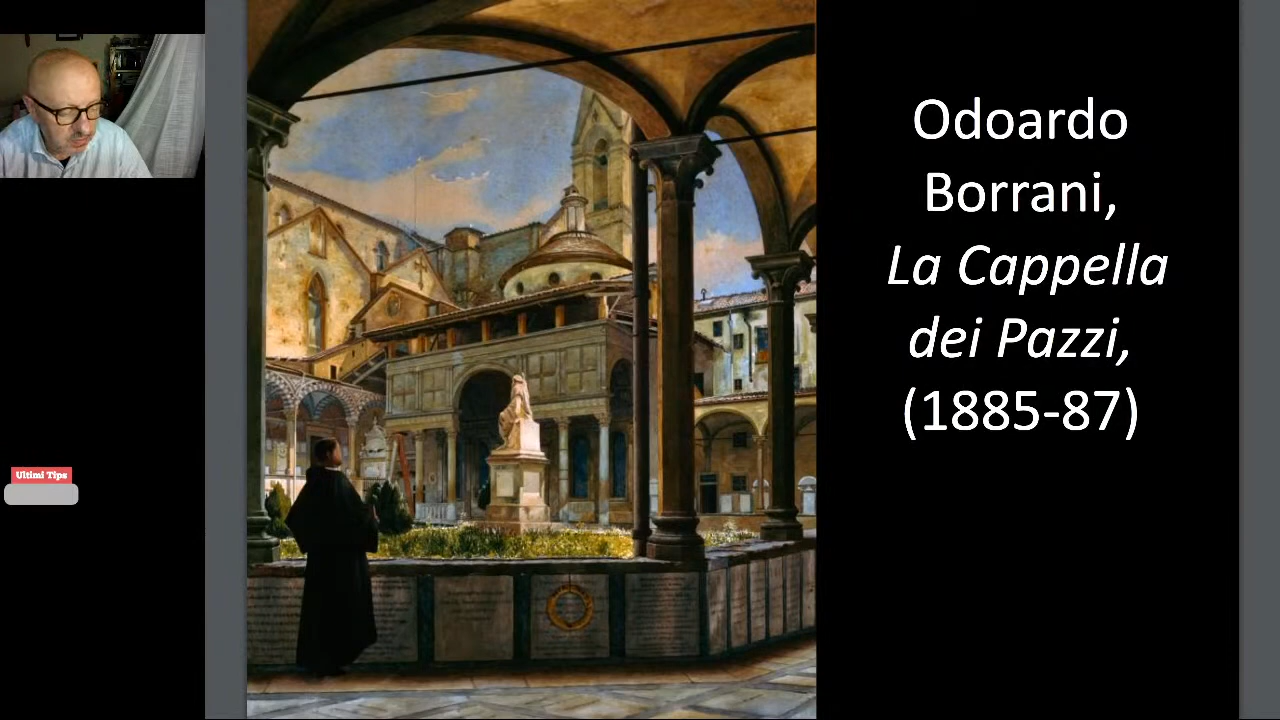 Odoardo
Borrani,
La Cappella
dei Pazzi,
(1885-87)
Ultimi Tips